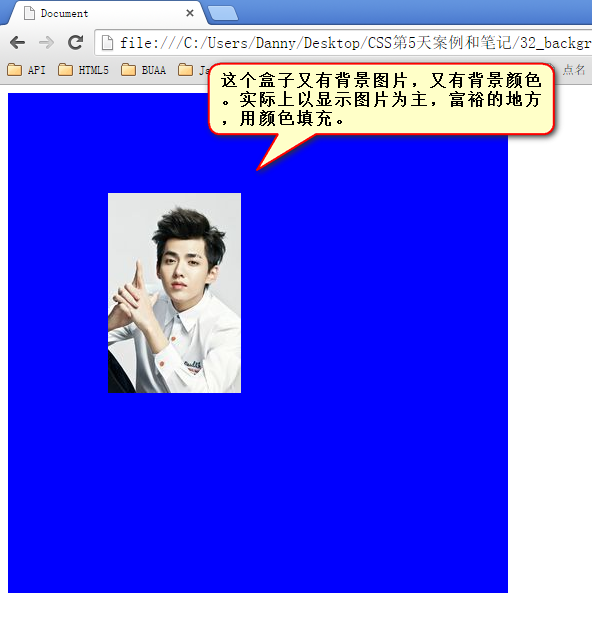 Document
file:///C:/Users/Danny/Desktop/CSS第5天案例和笔记/32_backgr
API HTML5 BUAA 点名
这个盒子又有背景图片，又有背景颜色
。实际上以显示图片为主，富裕的地方
，用颜色填充。